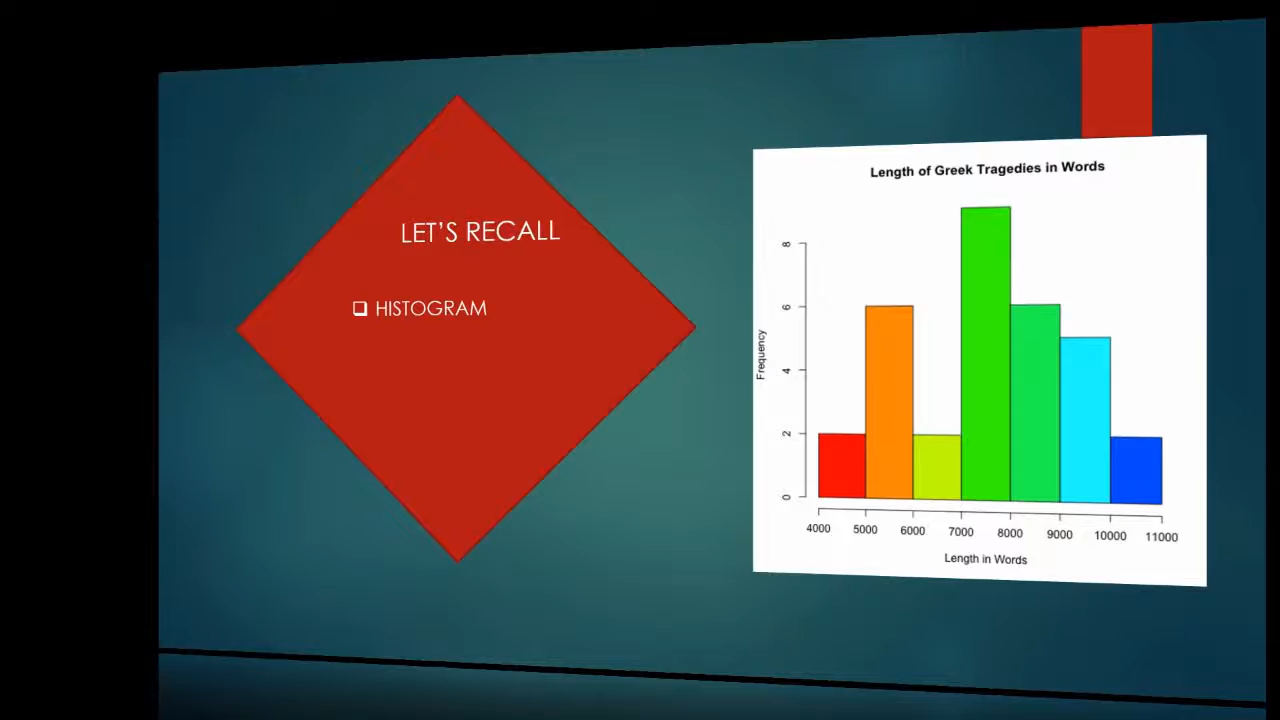 LET'S RECALL
❑ HISTOGRAM
Length of Greek Tragedies in Words
Frequency
8
6
4
2
0
4000 5000 6000 7000 8000 9000 10000 11000
Length in Words